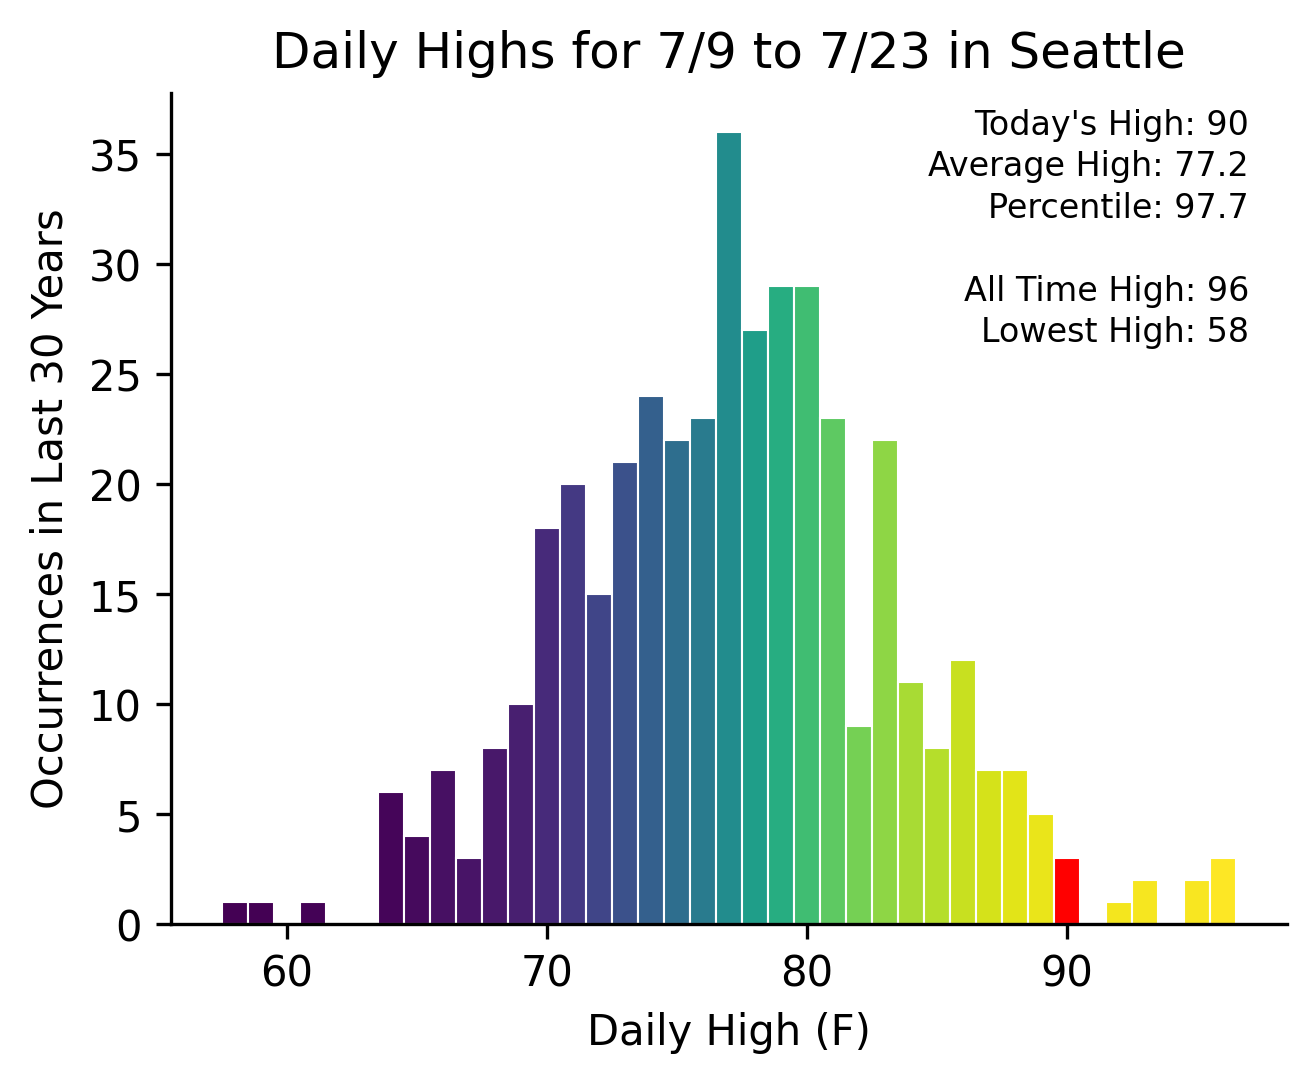 Daily Highs for 7/9 to 7/23 in Seattle
Today's High: 90
Average High: 77.2
Percentile: 97.7
All Time High: 96
Lowest High: 58
Occurrences in Last 30 Years
35
30
25
20
15
10
5
0
60 70 80 90
Daily High (F)